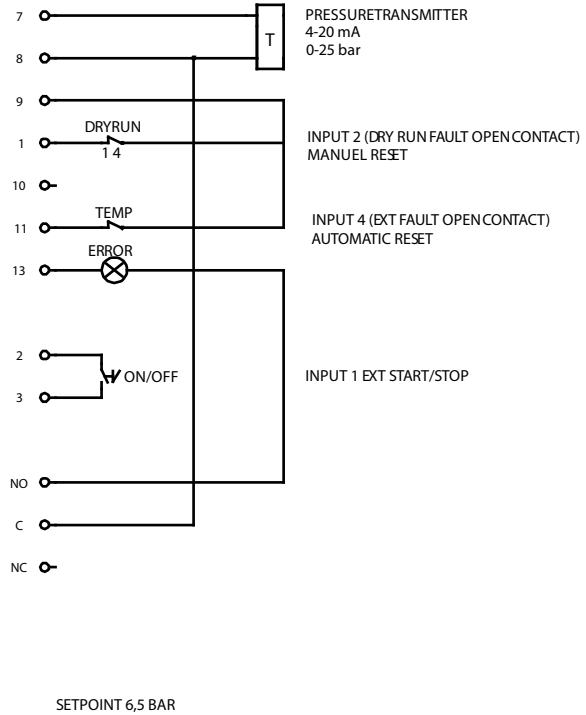 7
PRESSURETRANSMITTER
4-20 mA
T
0-25 bar
8
9
DRYRUN
1
INPUT 2 (DRY RUN FAULT OPEN CONTACT)
1 4
MANUEL RESET
10
TEMP
INPUT 4 (EXT FAULT OPEN CONTACT)
11
AUTOMATIC RESET
ERROR
13
2
ON/OFF
INPUT 1 EXT START/STOP
3
NO
C
NC
SETPOINT 6,5 BAR